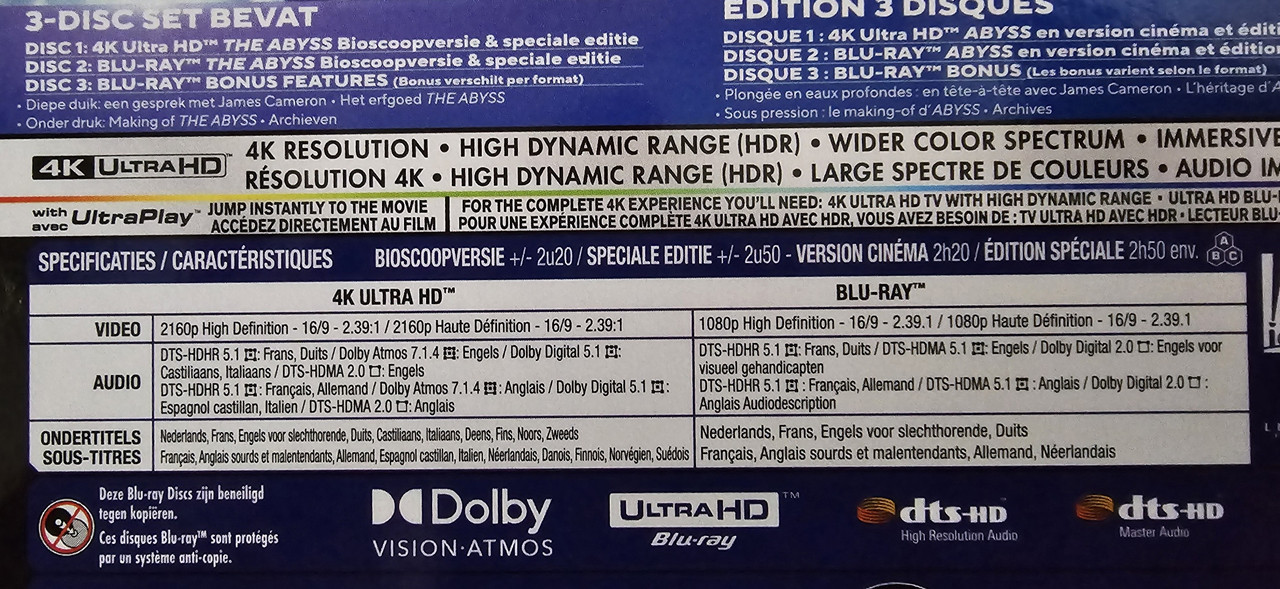 3-DISC SET BEVAT
DISC 1: 4K Ultra HD™ THE ABYSS Bioscoopversie & speciale editie
DISC 2: BLU-RAY™ THE ABYSS Bioscoopversie & speciale editie
DISC 3: BLU-RAY™ BONUS FEATURES (Bonus verschilt per format)
• Diepe duik: een gesprek met James Cameron • Het erfgoed THE ABYSS
• Onder druk: Making of THE ABYSS • Archieven
ÉDITION 3 DISQUES
DISQUE 1 : 4K Ultra HD™ ABYSS en version cinéma et éditi
DISQUE 2 : BLU-RAY™ ABYSS en version cinéma et édition
DISQUE 3 : BLU-RAY™ BONUS (Les bonus varient selon le format)
• Plongée en eaux profondes : en tête-à-tête avec James Cameron • L'héritage d'A
• Sous pression : le making-of d'ABYSS • Archives
4K ULTRA HD™
4K RESOLUTION • HIGH DYNAMIC RANGE (HDR) • WIDER COLOR SPECTRUM • IMMERSIVE
RÉSOLUTION 4K • HIGH DYNAMIC RANGE (HDR) • LARGE SPECTRE DE COULEURS • AUDIO IM
with avec UltraPlay™
JUMP INSTANTLY TO THE MOVIE
ACCÉDEZ DIRECTEMENT AU FILM
FOR THE COMPLETE 4K EXPERIENCE YOU'LL NEED: 4K ULTRA HD TV WITH HIGH DYNAMIC RANGE • ULTRA HD BLU-
POUR UNE EXPÉRIENCE COMPLÈTE 4K ULTRA HD AVEC HDR, VOUS AVEZ BESOIN DE : TV ULTRA HD AVEC HDR • LECTEUR BLU
SPECIFICATIES / CARACTÉRISTIQUES BIOSCOOPVERSIE +/- 2u20 / SPECIALE EDITIE +/- 2u50 - VERSION CINÉMA 2h20 / ÉDITION SPÉCIALE 2h50 env. A B C
4K ULTRA HD™ BLU-RAY™
VIDEO
2160p High Definition - 16/9 - 2.39:1 / 2160p Haute Définition - 16/9 - 2.39:1
1080p High Definition - 16/9 - 2.39.1 / 1080p Haute Définition - 16/9 - 2.39.1
AUDIO
DTS-HDHR 5.1 : Frans, Duits / Dolby Atmos 7.1.4 : Engels / Dolby Digital 5.1 :
Castiliaans, Italiaans / DTS-HDMA 2.0 : Engels
DTS-HDHR 5.1 : Français, Allemand / Dolby Atmos 7.1.4 : Anglais / Dolby Digital 5.1 :
Espagnol castillan, Italien / DTS-HDMA 2.0 : Anglais
DTS-HDHR 5.1 : Frans, Duits / DTS-HDMA 5.1 : Engels / Dolby Digital 2.0 : Engels voor
visueel gehandicapten
DTS-HDHR 5.1 : Français, Allemand / DTS-HDMA 5.1 : Anglais / Dolby Digital 2.0 :
Anglais Audiodescription
ONDERTITELS
SOUS-TITRES
Nederlands, Frans, Engels voor slechthorende, Duits, Castiliaans, Italiaans, Deens, Fins, Noors, Zweeds
Français, Anglais sourds et malentendants, Allemand, Espagnol castillan, Italien, Néerlandais, Danois, Finnois, Norvégien, Suédois
Nederlands, Frans, Engels voor slechthorende, Duits
Français, Anglais sourds et malentendants, Allemand, Néerlandais
Deze Blu-ray Discs zijn beneiligd
tegen kopiëren.
Ces disques Blu-ray™ sont protégés
par un système anti-copie.
Dolby
VISION·ATMOS
ULTRA HD™
Blu-ray
dts-HD
High Resolution Audio
dts-HD
Master Audio